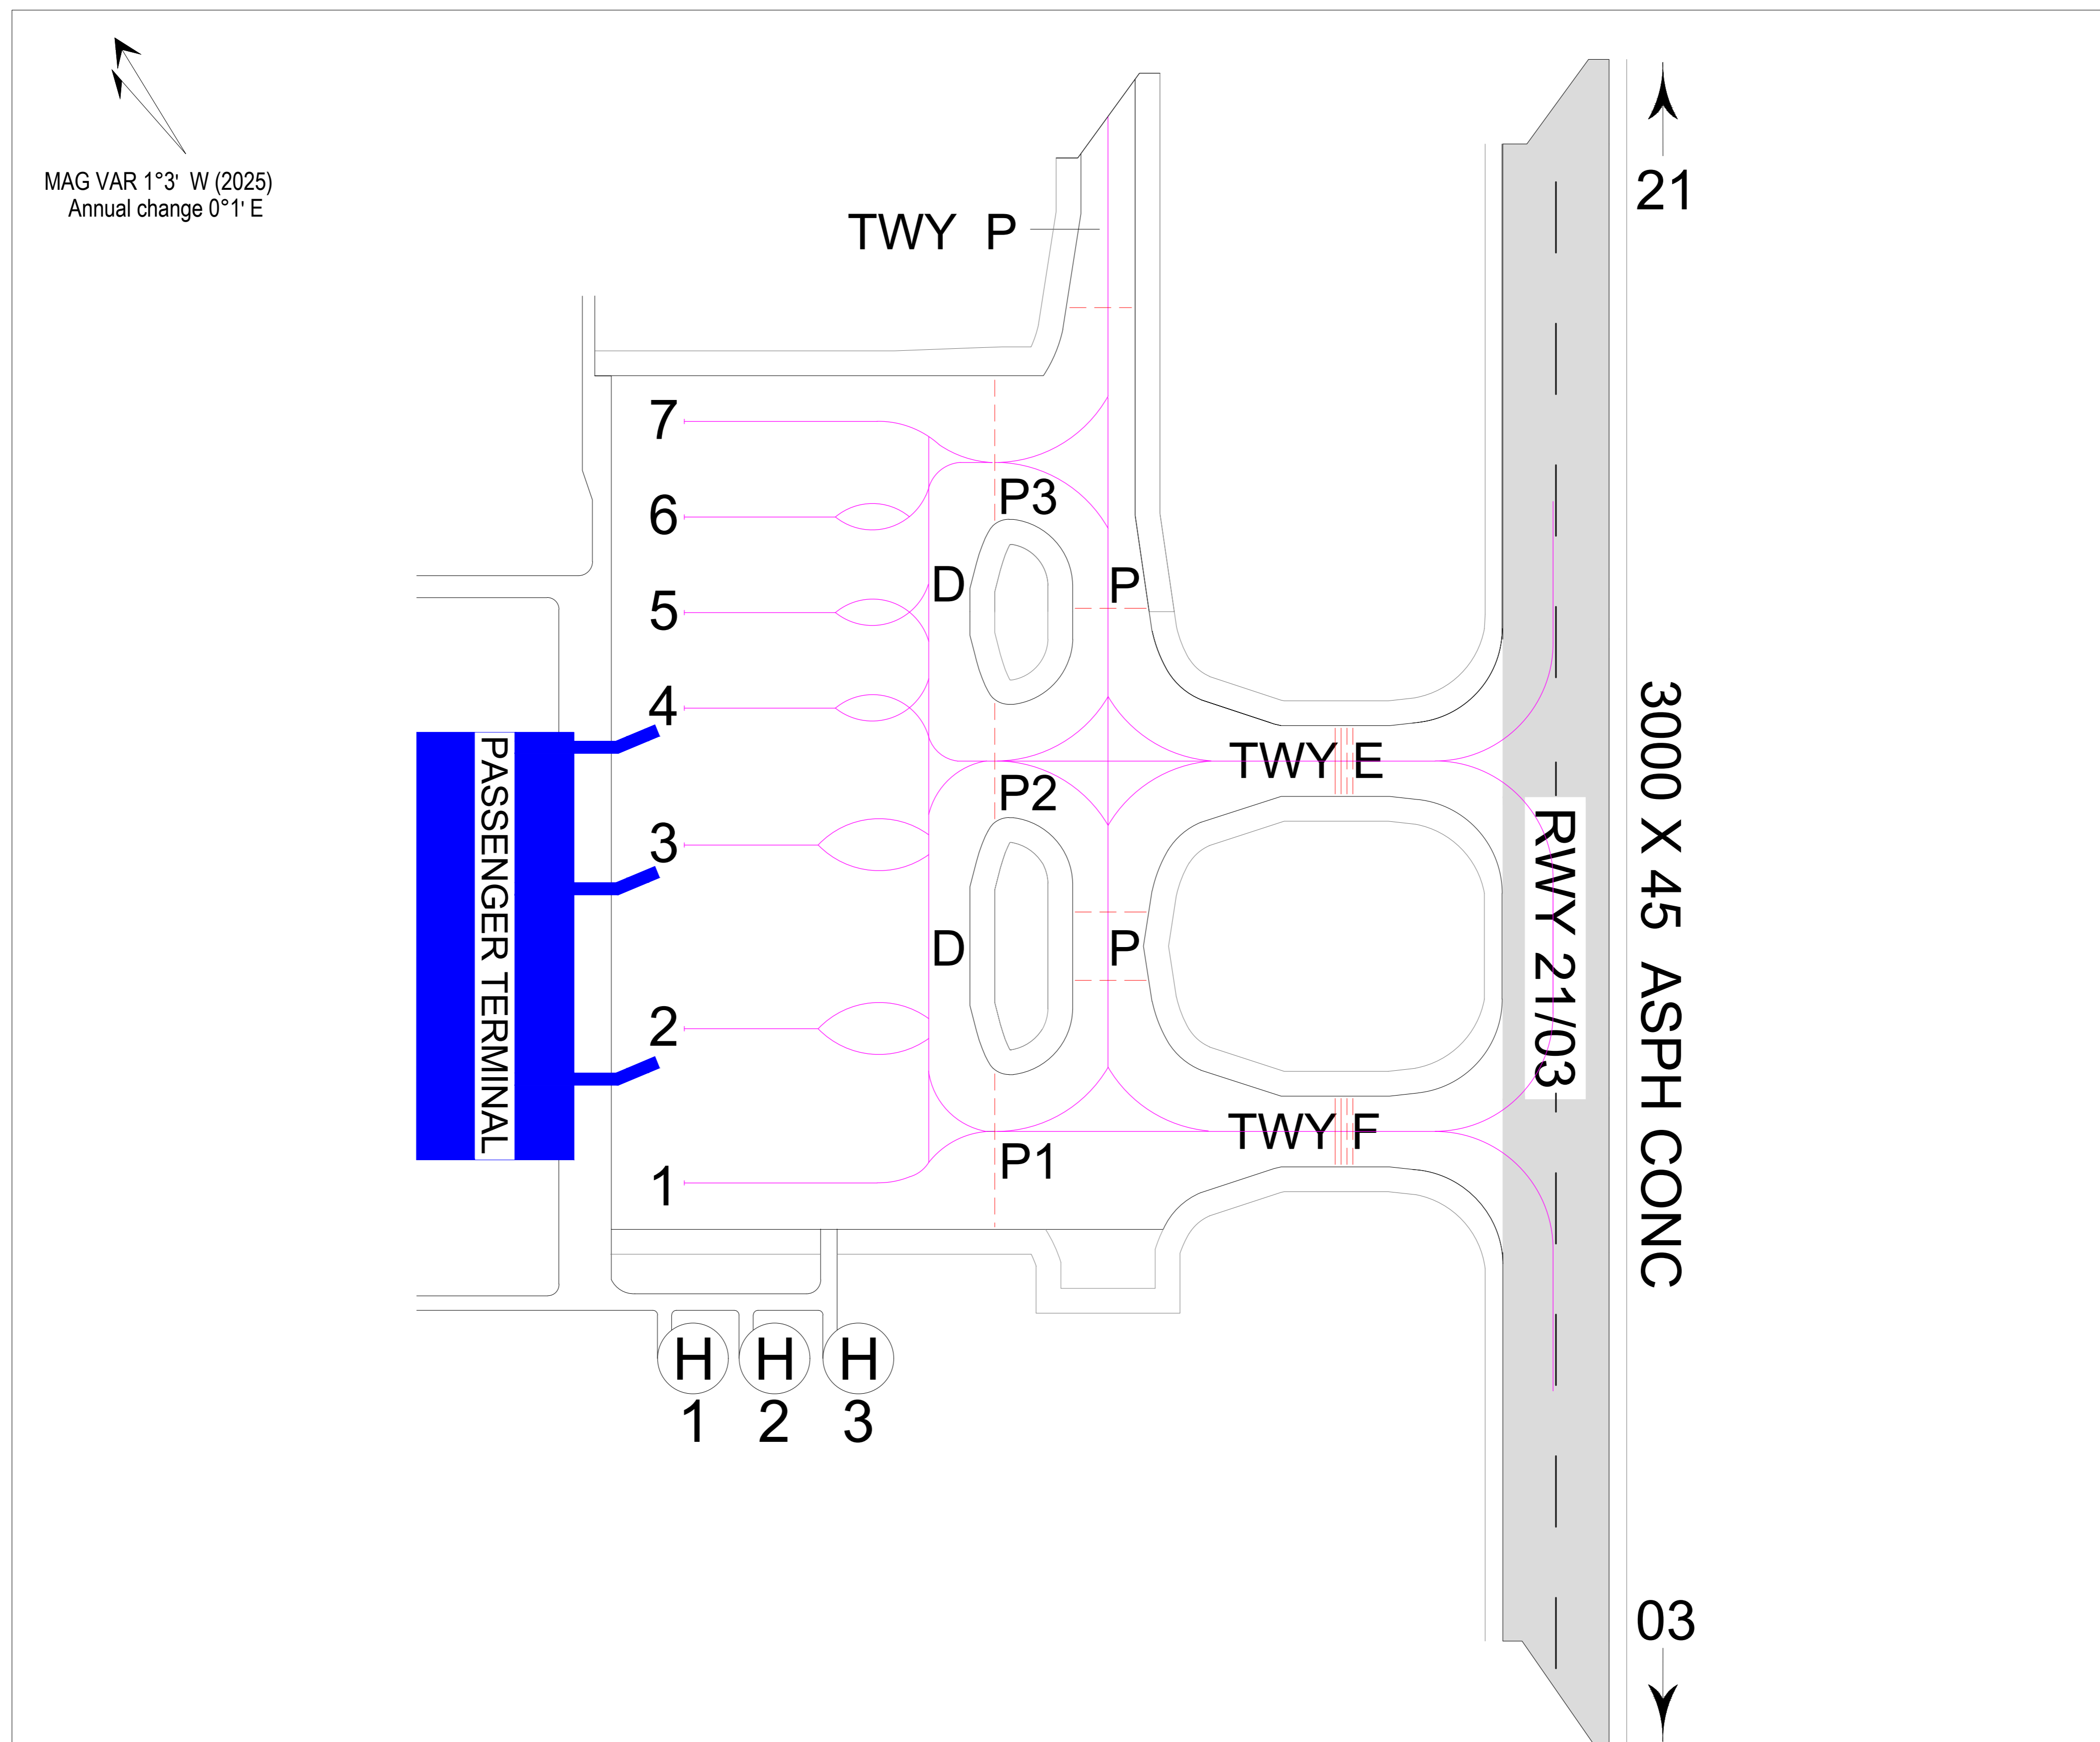 MAG VAR 1°3' W (2025)
Annual change 0°1' E
21
TWY P
7
6
P3
5
D
P
4
TWY E
P2
3
PASSENGER TERMINAL
D
P
RWY 21/03
3000 X 45 ASPH CONC
2
TWY F
P1
1
H
H
H
1
2
3
03